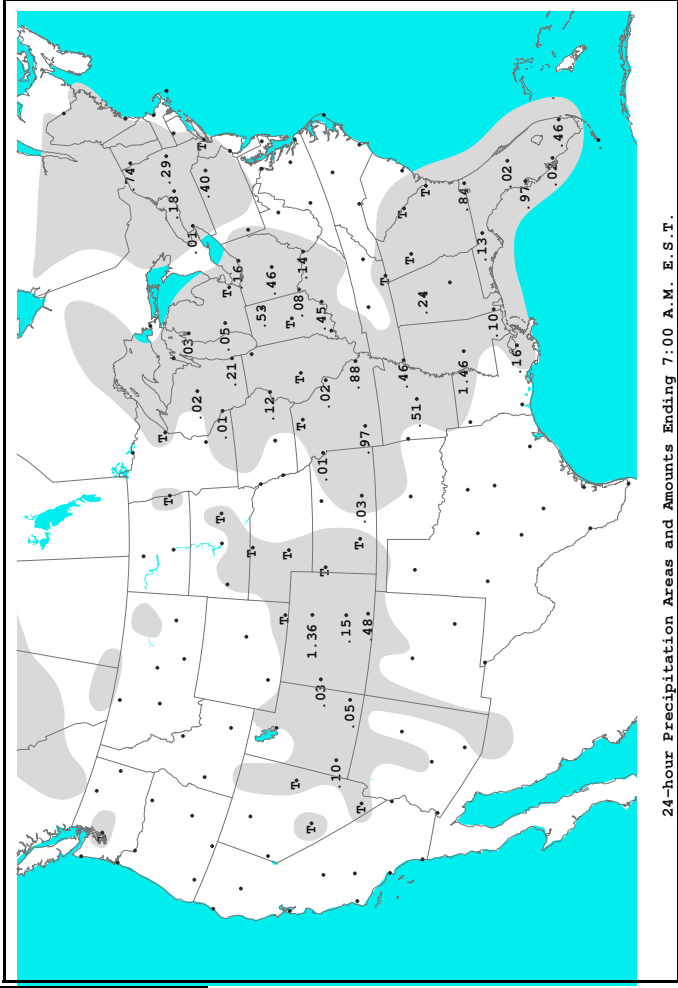 T
.74
T
.29
T
.18
.03
.01
.02
T
.40
T
.01
.05
T
.21
.16
T
.53
.12
.46
T
T
T
T
.08
.14
T
T
T
1.36
.03
.45
.01
T
.02
.10
.15
.05
.88
T
T
.03
.97
.48
T
.46
T
T
.51
.24
T
1.46
.84
.13
.10
.02
.16
.97
.02
.46
24-hour Precipitation Areas and Amounts Ending 7:00 A.M. E.S.T.